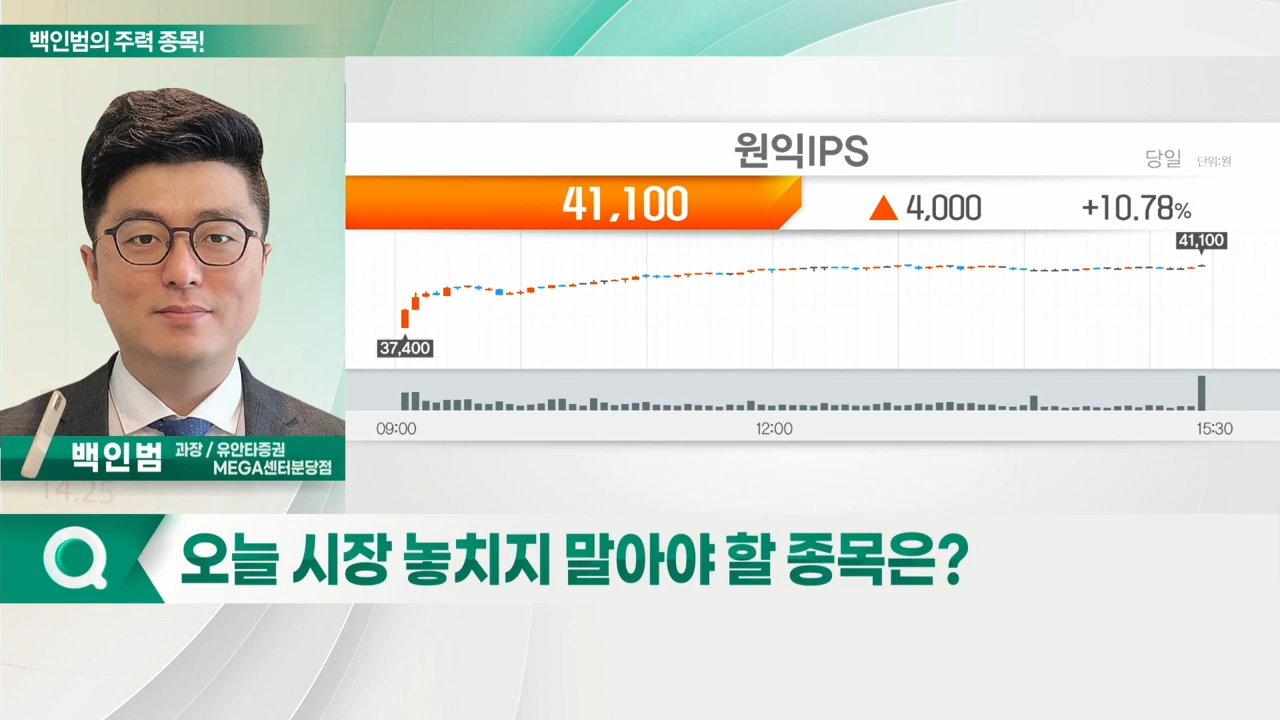 백인범의 주력 종목!
원익IPS
당일 단위:원
41,100 ▲ 4,000 +10.78%
41,100
37,400
09:00 12:00 15:30
백인범 과장 / 유안타증권
MEGA센터분당점
14.25
Q 오늘 시장 놓치지 말아야 할 종목은?